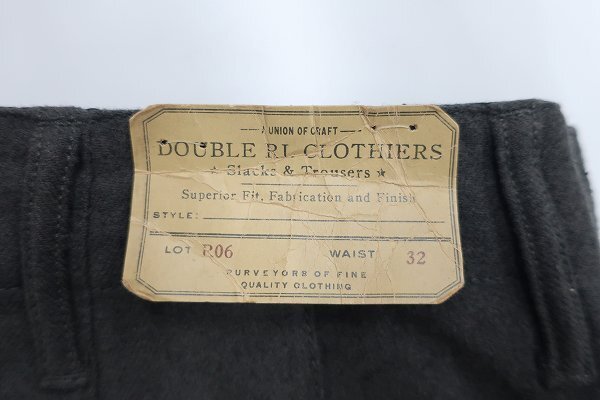 A UNION OF CRAFT
DOUBLE RL CLOTHIERS
★ Slacks & Trousers ★
Superior Fit, Fabrication and Finish
STYLE:
LOT R06 WAIST 32
PURVEYORS OF FINE
QUALITY CLOTHING